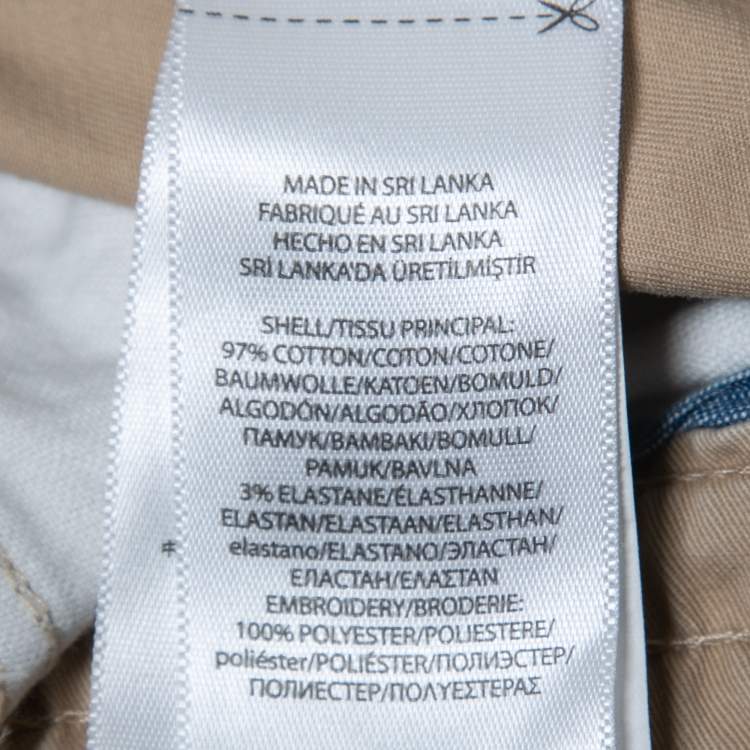 MADE IN SRI LANKA
FABRIQUÉ AU SRI LANKA
HECHO EN SRI LANKA
SRİ LANKA'DA ÜRETİLMİŞTİR
SHELL/TISSU PRINCIPAL:
97% COTTON/COTON/COTONE/
BAUMWOLLE/KATOEN/BOMULD/
ALGODÓN/ALGODÃO/ХЛОПОК/
ПАМУК/ΒΑΜΒΑΚΙ/BOMULL/
PAMUK/BAVLNA
3% ELASTANE/ÉLASTHANNE/
ELASTAN/ELASTAAN/ELASTHAN/
elastano/ELASTANO/ЭЛАСТАН/
ЕЛАСТАН/ΕΛΑΣΤΑΝ
EMBROIDERY/BRODERIE:
100% POLYESTER/POLIESTERE/
poliéster/POLIÉSTER/ПОЛИЭСТЕР/
ПОЛИЕСТЕР/ΠΟΛΥΕΣΤΕΡΑΣ